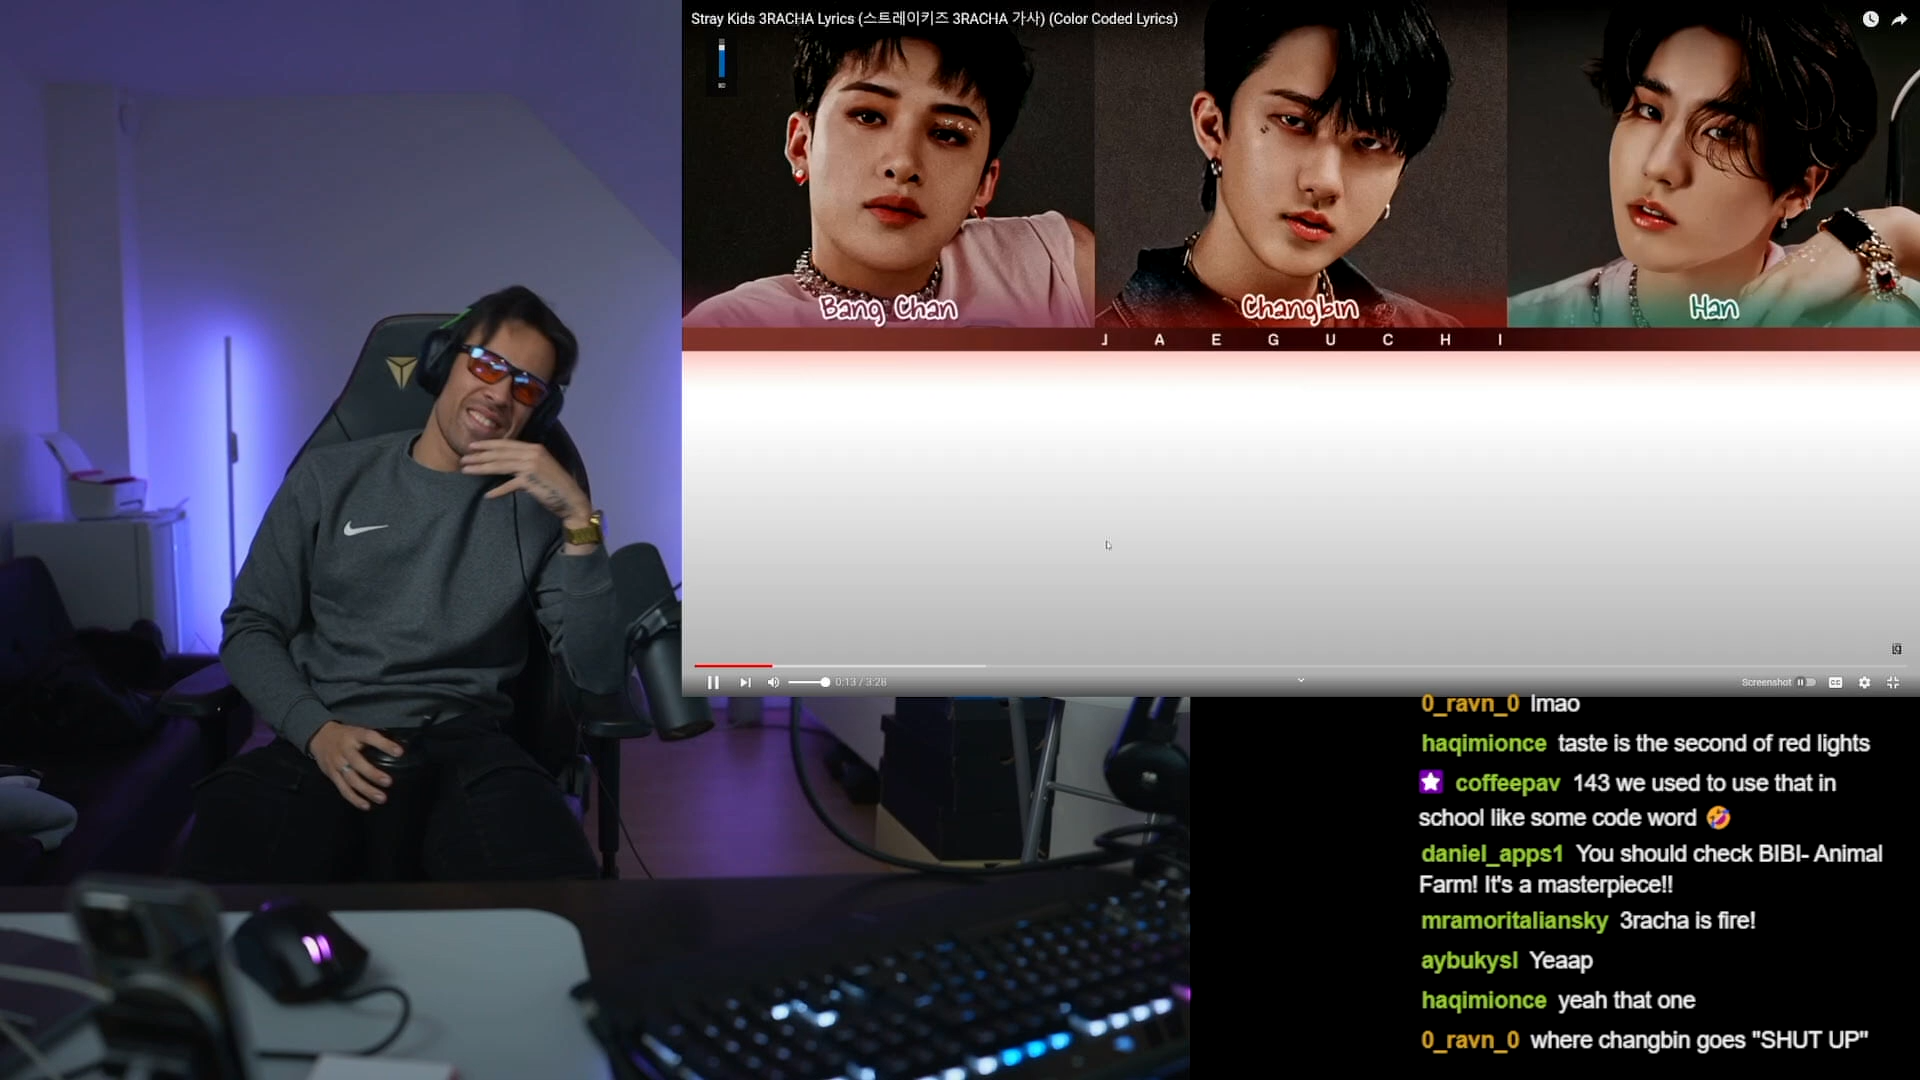 Stray Kids 3RACHA Lyrics (스트레이키즈 3RACHA 가사) (Color Coded Lyrics)
Bang Chan
Changbin
Han
JAEGUCHI
0:13 / 3:28
Screenshot
0_ravn_0 lmao
haqimionce taste is the second of red lights
coffeepav 143 we used to use that in
school like some code word 🤣
daniel_apps1 You should check BIBI- Animal
Farm! It's a masterpiece!!
mramoritaliansky 3racha is fire!
aybukysl Yeaap
haqimionce yeah that one
0_ravn_0 where changbin goes "SHUT UP"